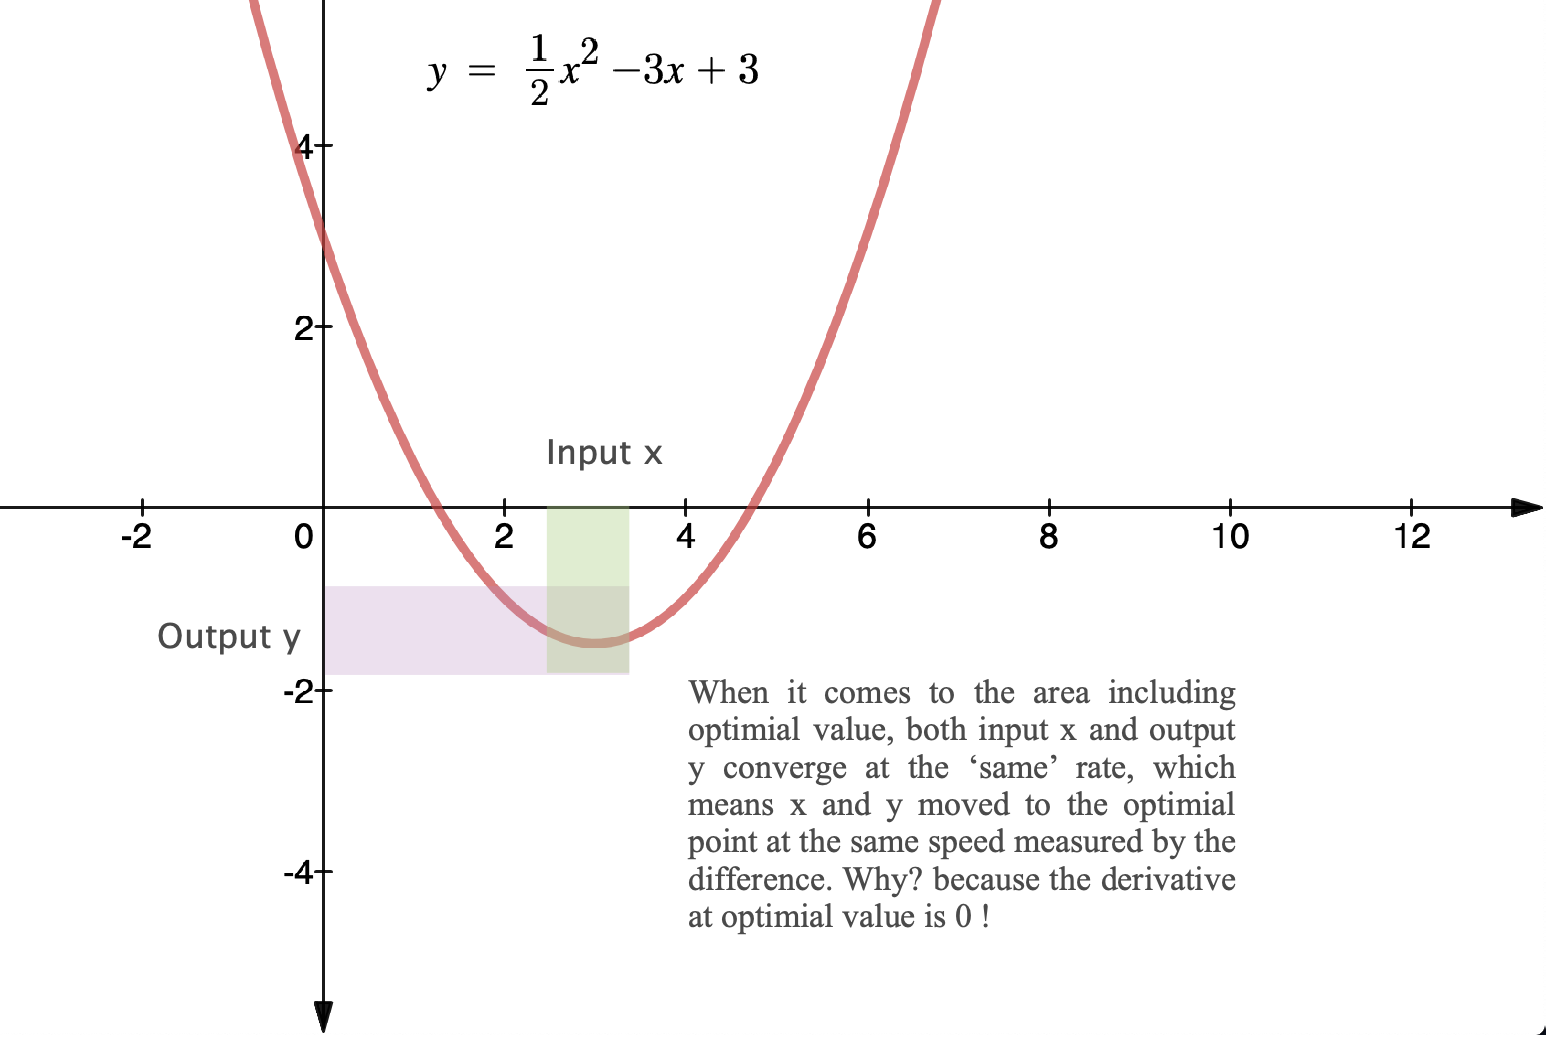 y = 1/2 x² −3x + 3
4
2
Input x
-2 0 2 4 6 8 10 12
Output y
-2
When it comes to the area including
optimial value, both input x and output
y converge at the ‘same’ rate, which
means x and y moved to the optimial
point at the same speed measured by the
difference. Why? because the derivative
at optimial value is 0 !
-4